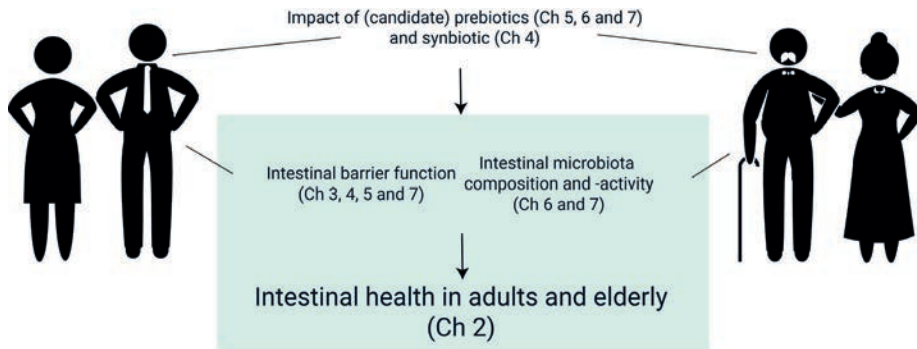 Impact of (candidate) prebiotics (Ch 5, 6 and 7)
and synbiotic (Ch 4)
Intestinal barrier function
(Ch 3, 4, 5 and 7)
Intestinal microbiota
composition and -activity
(Ch 6 and 7)
Intestinal health in adults and elderly
(Ch 2)